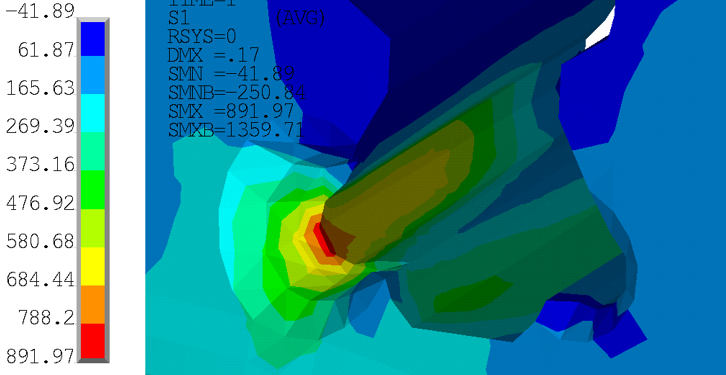 -41.89
61.87
165.63
269.39
373.16
476.92
580.68
684.44
788.2
891.97
TIME=1
S1 (AVG)
RSYS=0
DMX =.17
SMN =-41.89
SMNB=-250.84
SMX =891.97
SMXB=1359.71